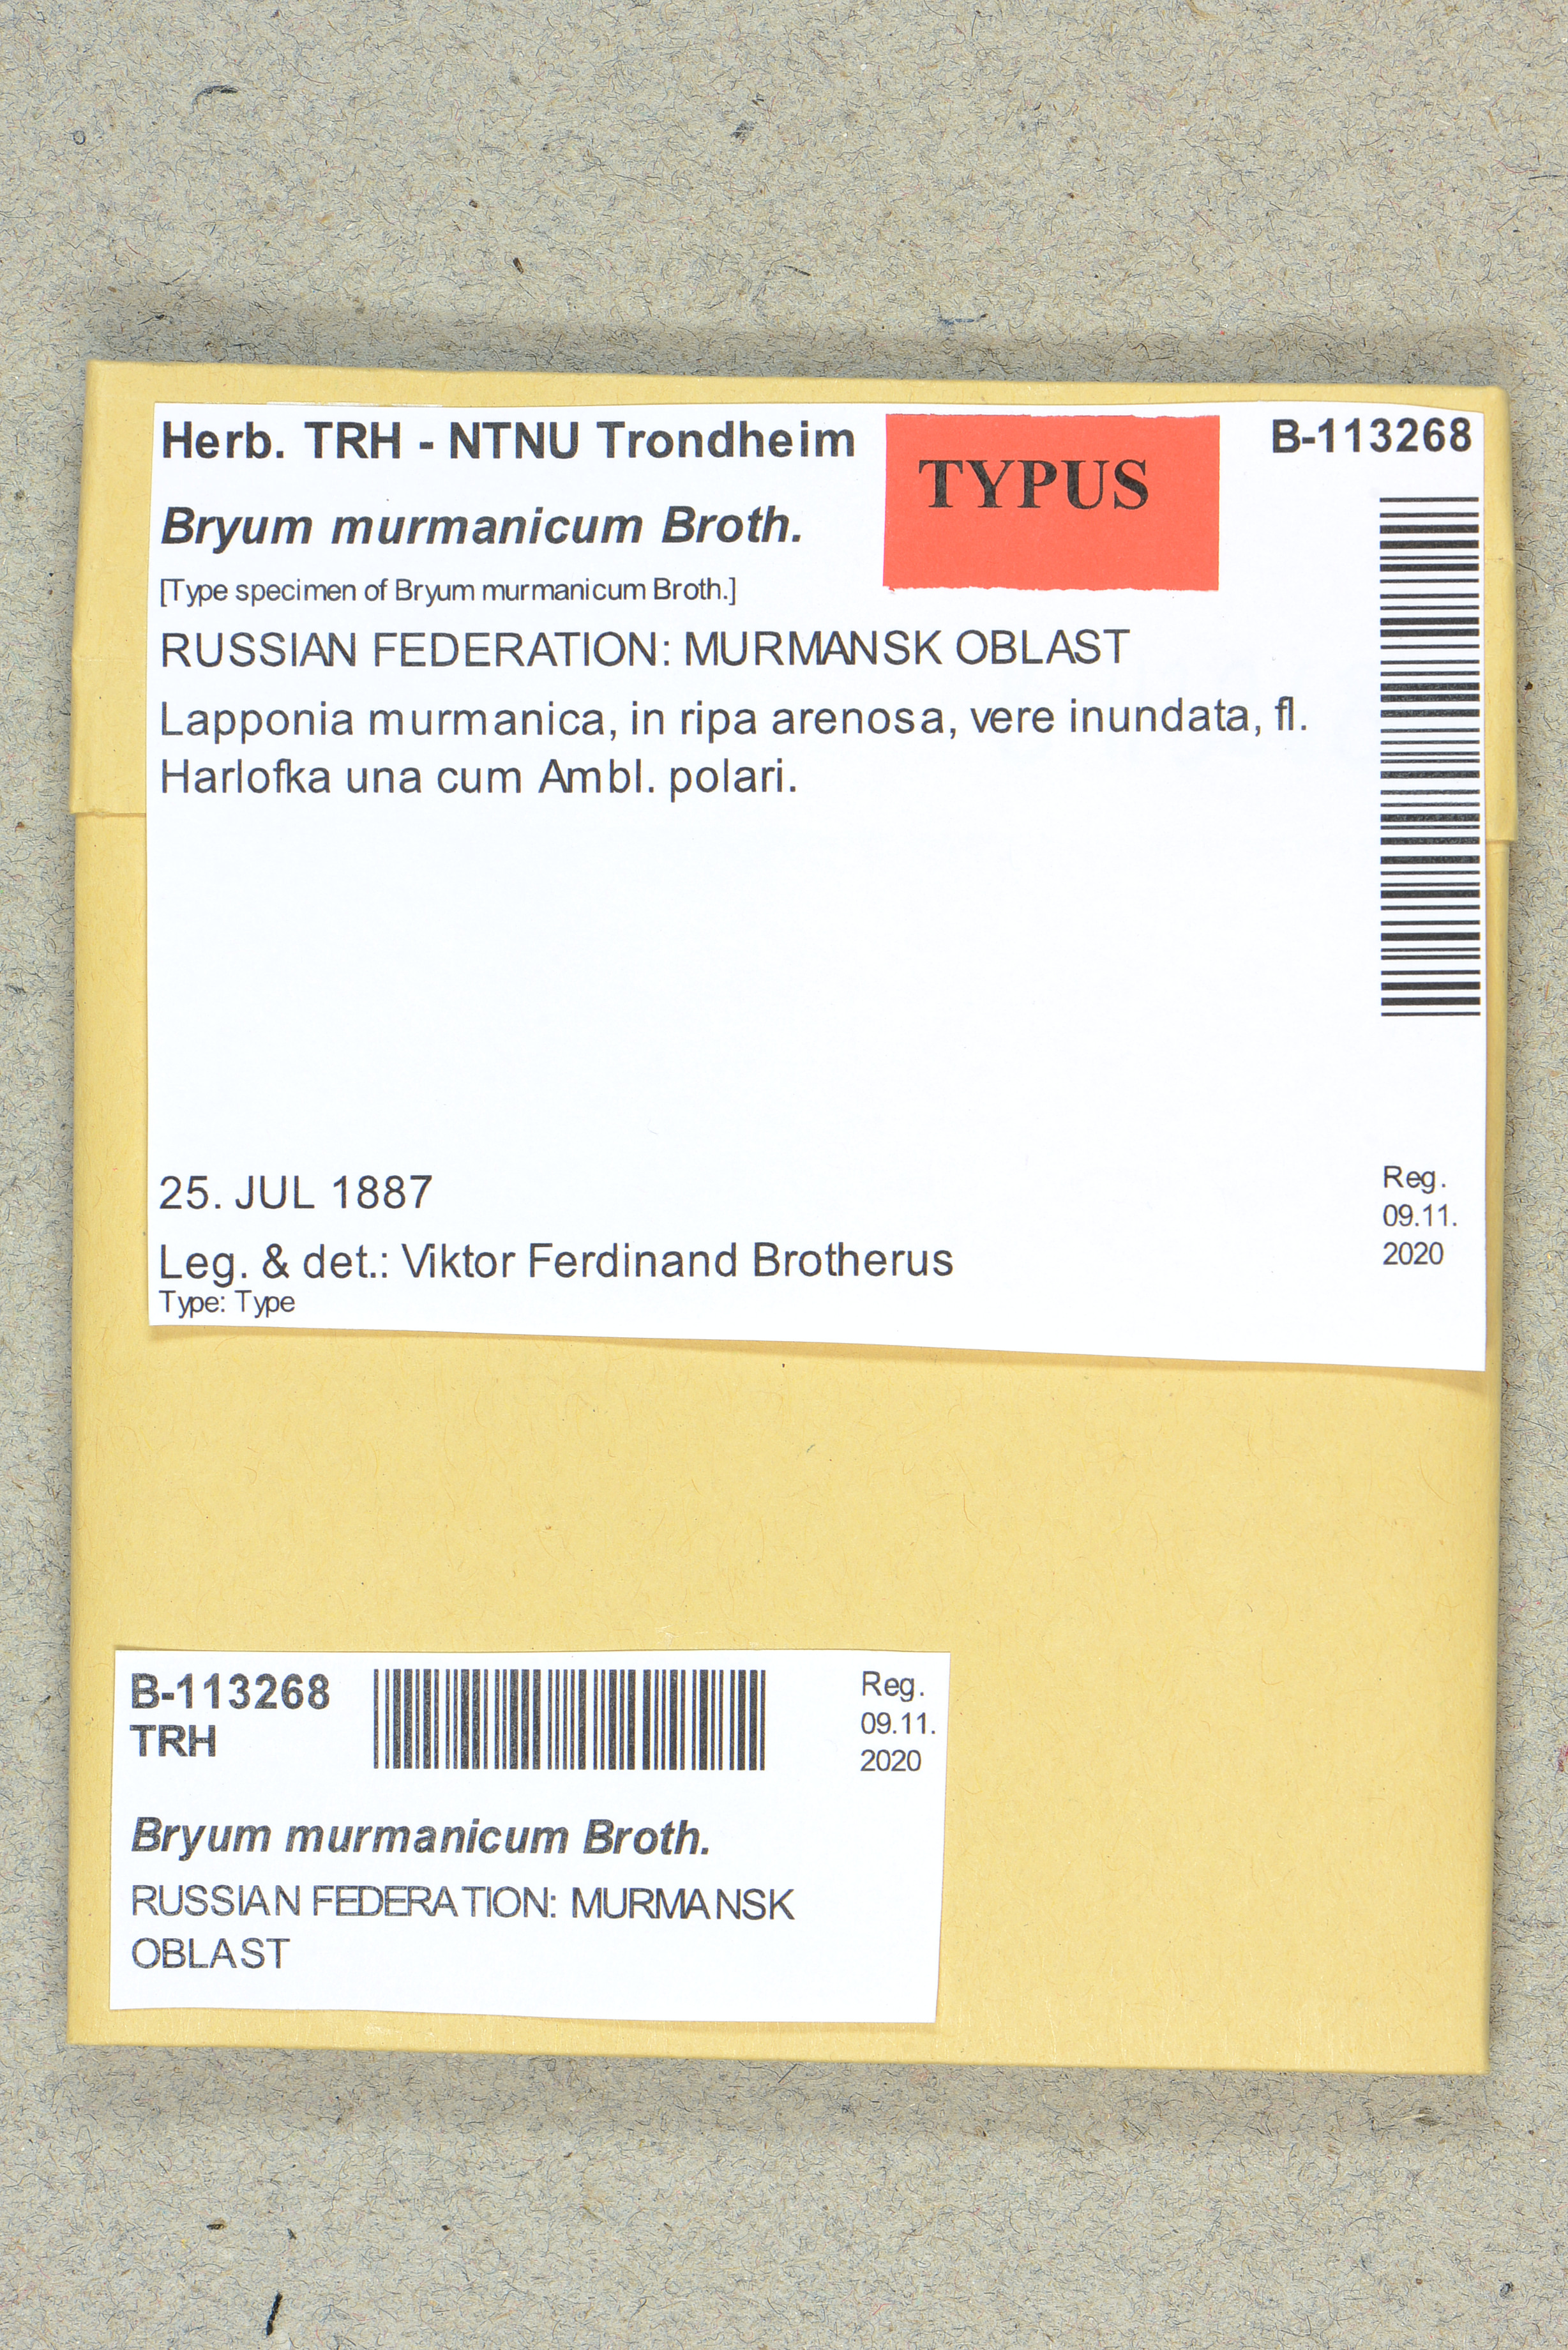 Herb. TRH - NTNU Trondheim
TYPUS
B-113268
Bryum murmanicum Broth.
[Type specimen of Bryum murmanicum Broth.]
RUSSIAN FEDERATION: MURMANSK OBLAST
Lapponia murmanica, in ripa arenosa, vere inundata, fl.
Harlofka una cum Ambl. polari.
25. JUL 1887
Leg. & det.: Viktor Ferdinand Brotherus
Type: Type
Reg.
09.11.
2020
B-113268
TRH
Reg.
09.11.
2020
Bryum murmanicum Broth.
RUSSIAN FEDERATION: MURMANSK
OBLAST